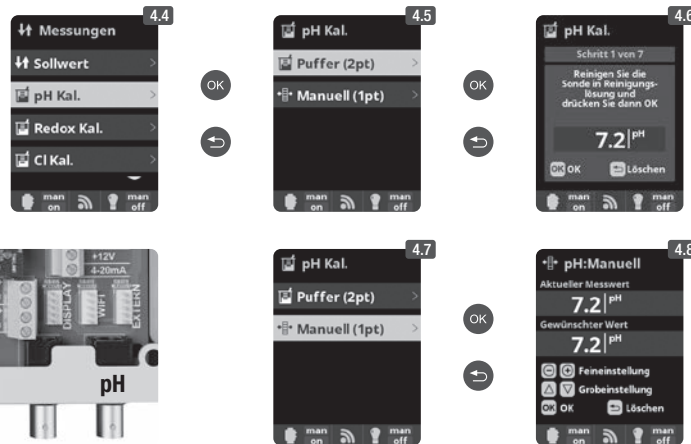 4.4
Messungen
Sollwert
pH Kal.
Redox Kal.
Cl Kal.
man on
man off
OK
4.5
pH Kal.
Puffer (2pt)
Manuell (1pt)
man on
man off
OK
4.6
pH Kal.
Schritt 1 von 7
Reinigen Sie die
Sonde in Reinigungs-
lösung und
drücken Sie dann OK
7.2 pH
OK OK
Löschen
man on
man off
+12V
4-20mA
DISPLAY
WIFI
EXTERN
pH
4.7
pH Kal.
Puffer (2pt)
Manuell (1pt)
man on
man off
OK
4.8
pH:Manuell
Aktueller Messwert
7.2 pH
Gewünschter Wert
7.2 pH
Feineinstellung
Grobeinstellung
OK OK
Löschen
man on
man off